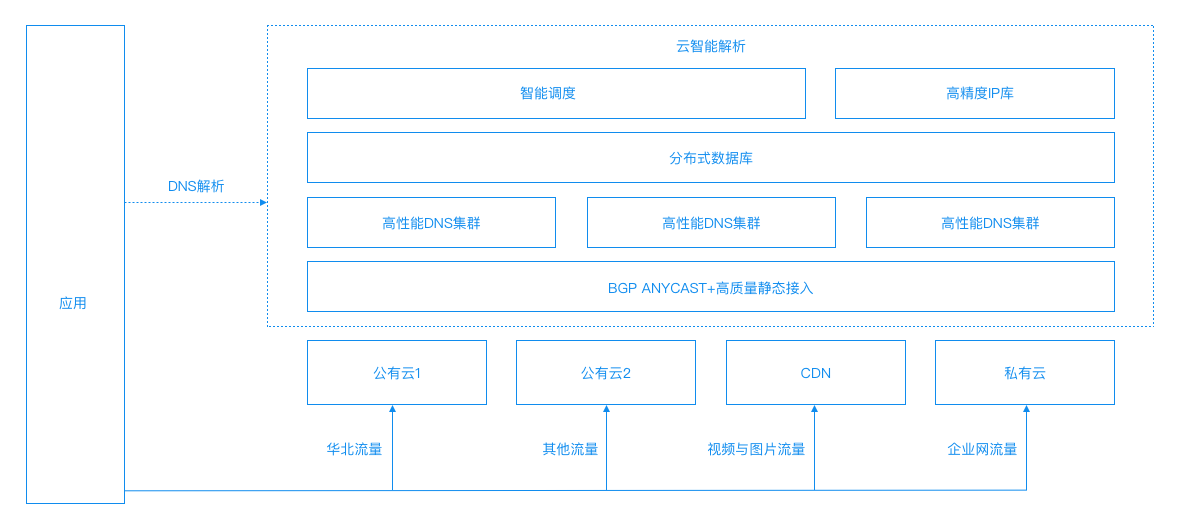 云智能解析
智能调度
高精度IP库
分布式数据库
DNS解析
高性能DNS集群
高性能DNS集群
高性能DNS集群
BGP ANYCAST+高质量静态接入
应用
公有云1
公有云2
CDN
私有云
华北流量
其他流量
视频与图片流量
企业网流量